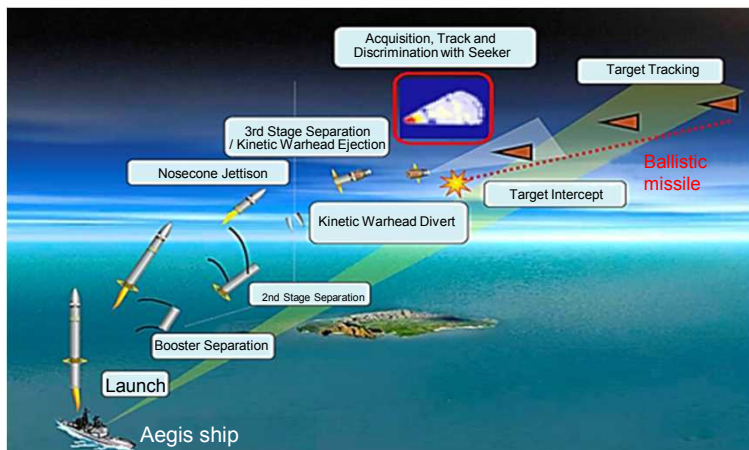 Acquisition, Track and
Discrimination with Seeker
Target Tracking
3rd Stage Separation
/ Kinetic Warhead Ejection
Nosecone Jettison
Ballistic
missile
Target Intercept
Kinetic Warhead Divert
2nd Stage Separation
Booster Separation
Launch
Aegis ship